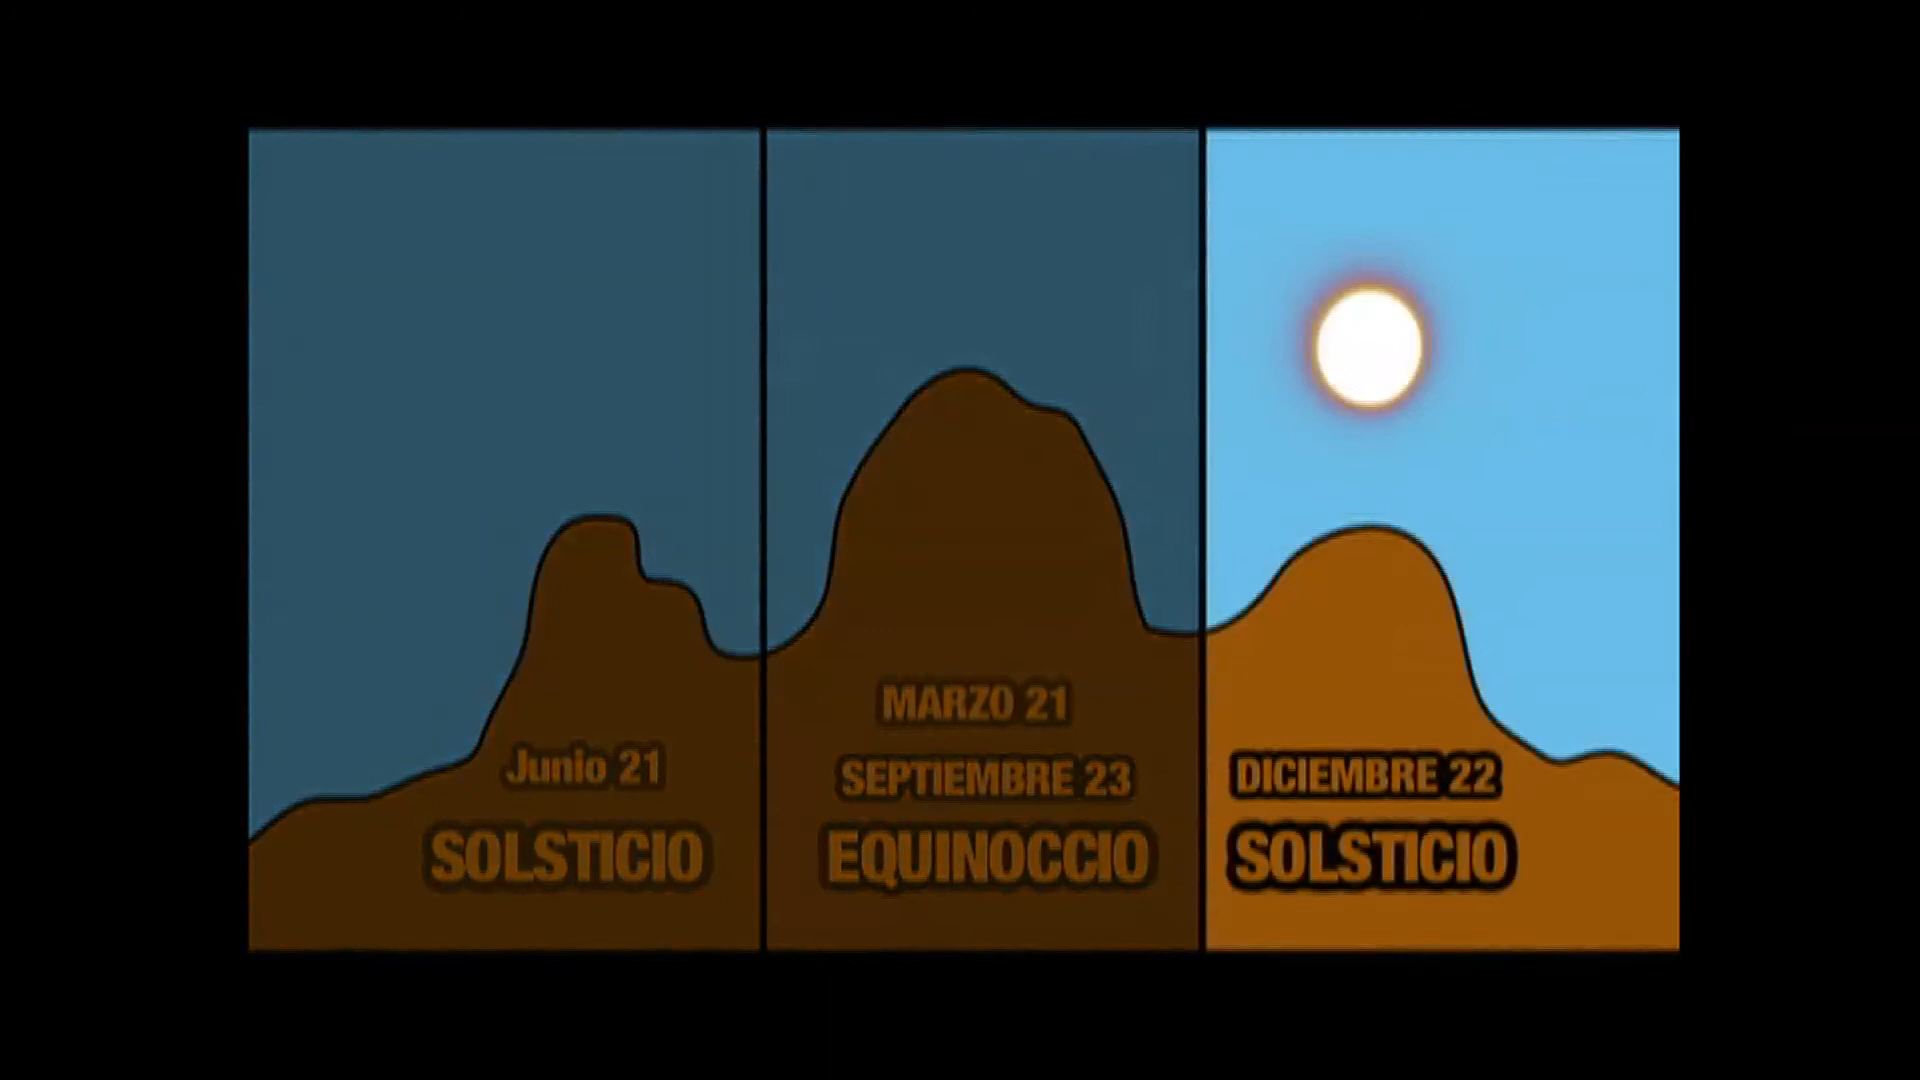 Junio 21
SOLSTICIO
MARZO 21
SEPTIEMBRE 23
EQUINOCCIO
DICIEMBRE 22
SOLSTICIO